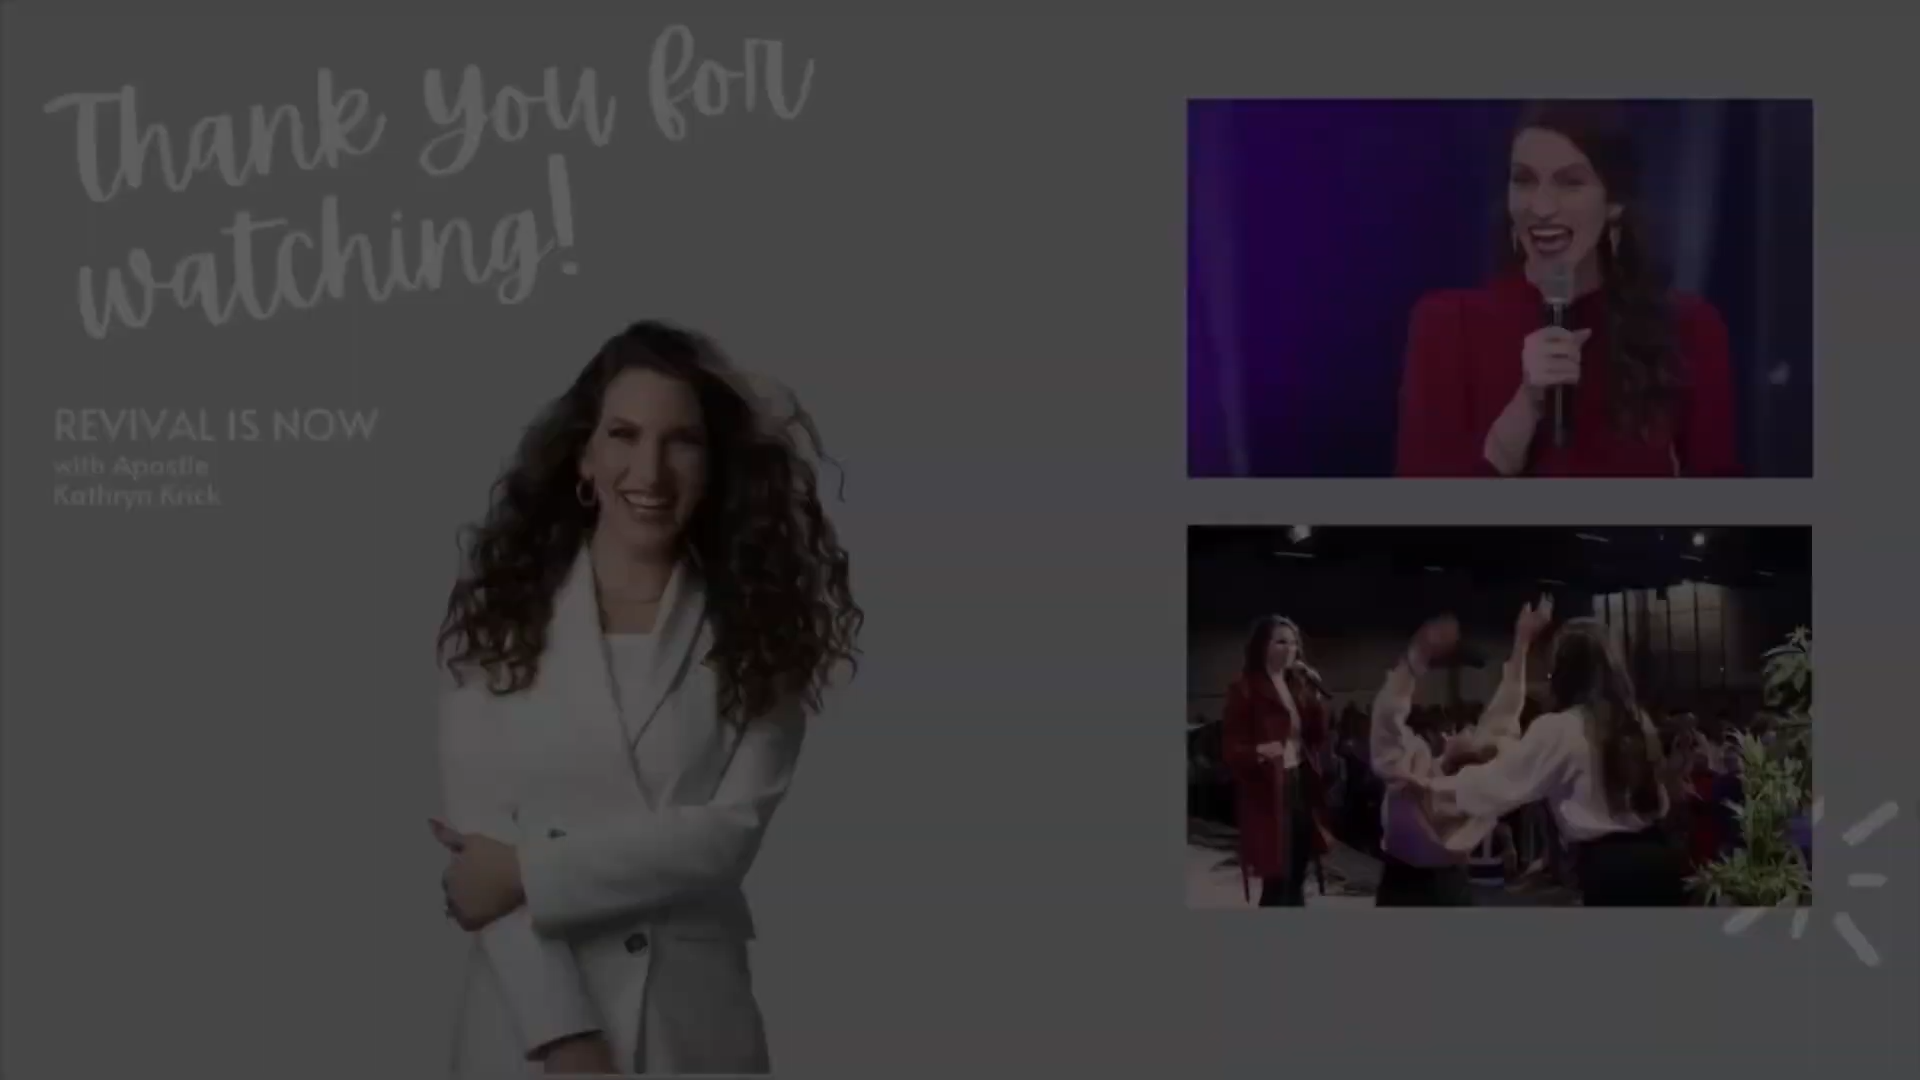 Thank you for
watching!
REVIVAL IS NOW
with Apostle
Kathryn Krick